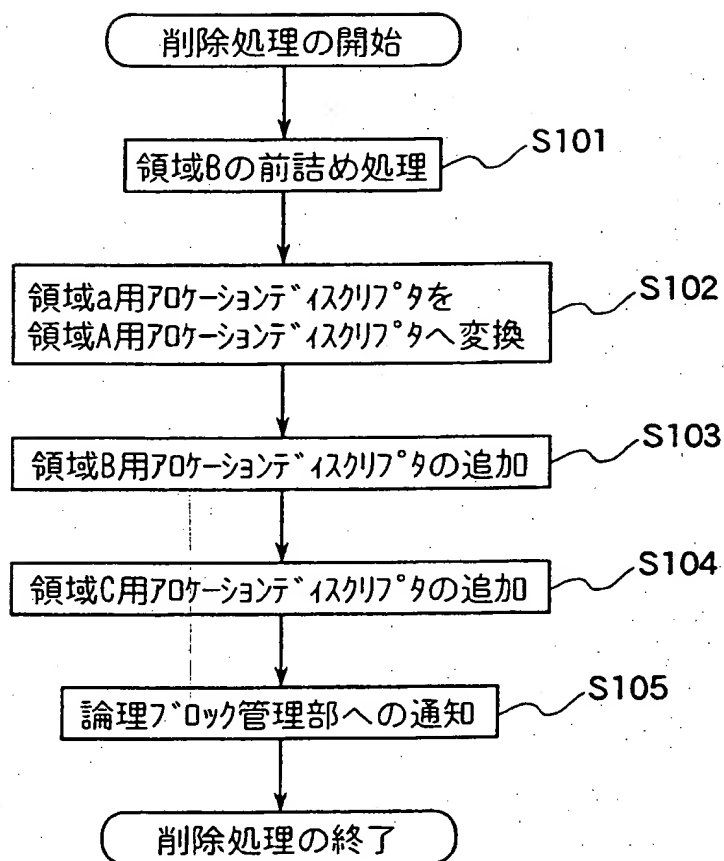 削除処理の開始
領域Bの前詰め処理
S101
領域a用ｱﾛｹｰｼｮﾝﾃﾞｨｽｸﾘﾌﾟﾀを
領域A用ｱﾛｹｰｼｮﾝﾃﾞｨｽｸﾘﾌﾟﾀへ変換
S102
領域B用ｱﾛｹｰｼｮﾝﾃﾞｨｽｸﾘﾌﾟﾀの追加
S103
領域C用ｱﾛｹｰｼｮﾝﾃﾞｨｽｸﾘﾌﾟﾀの追加
S104
論理ﾌﾞﾛｯｸ管理部への通知
S105
削除処理の終了